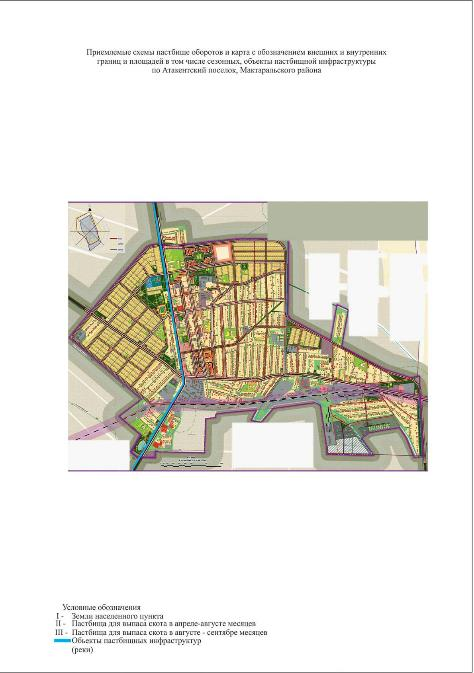 Приемлемые схемы пастбище оборотов и карта с обозначением внешних и внутренних
границ и площадей в том числе сезонных, объекты пастбищной инфраструктуры
по Атакентский поселок, Мактаральского района
Условные обозначения
I - Земли населенного пункта
II - Пастбища для выпаса скота в апреле-августе месяцев
III - Пастбища для выпаса скота в августе - сентябре месяцев
Объекты пастбищных инфраструктур
(реки)